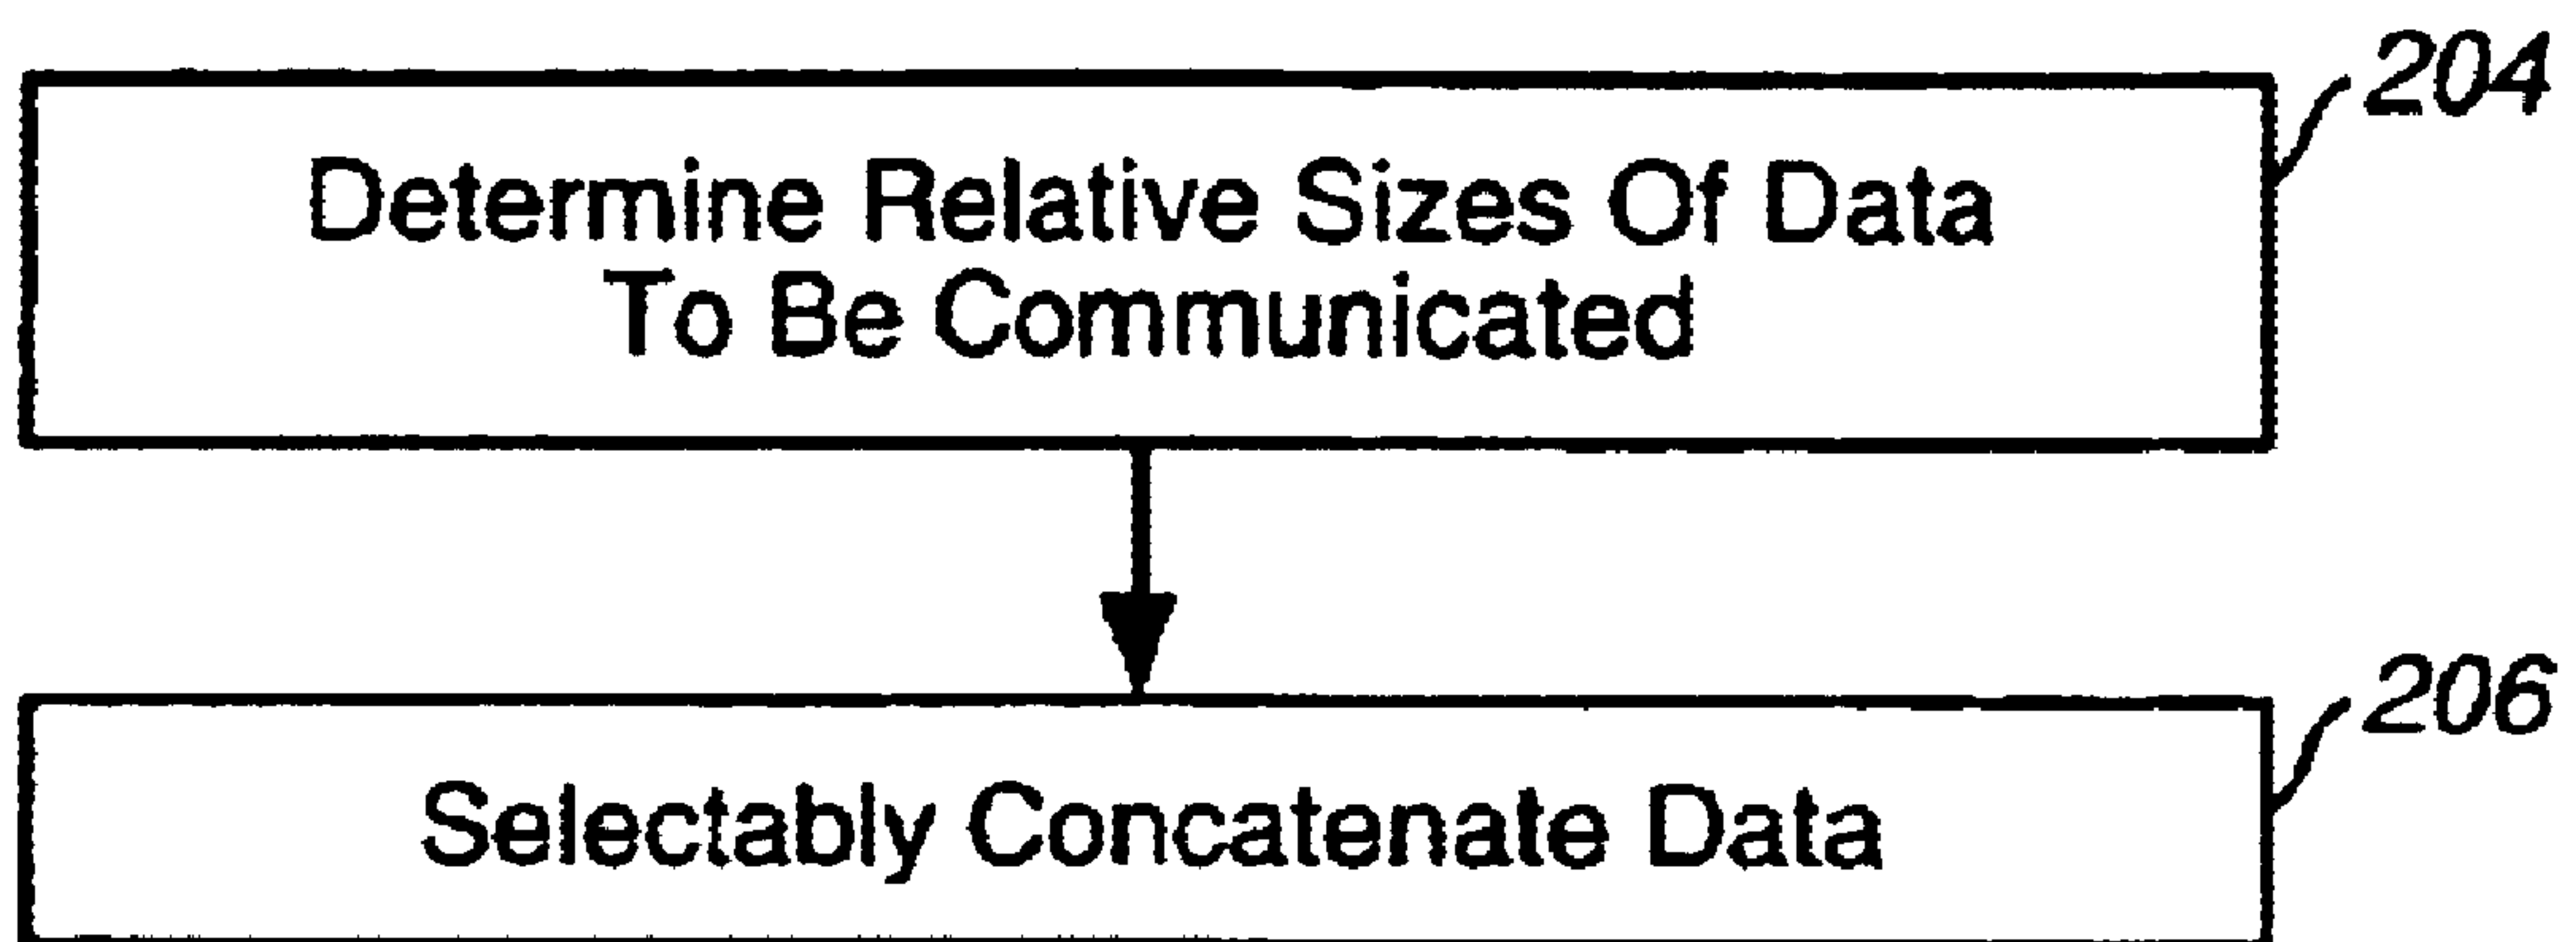 204
Determine Relative Sizes Of Data
To Be Communicated
206
Selectably Concatenate Data